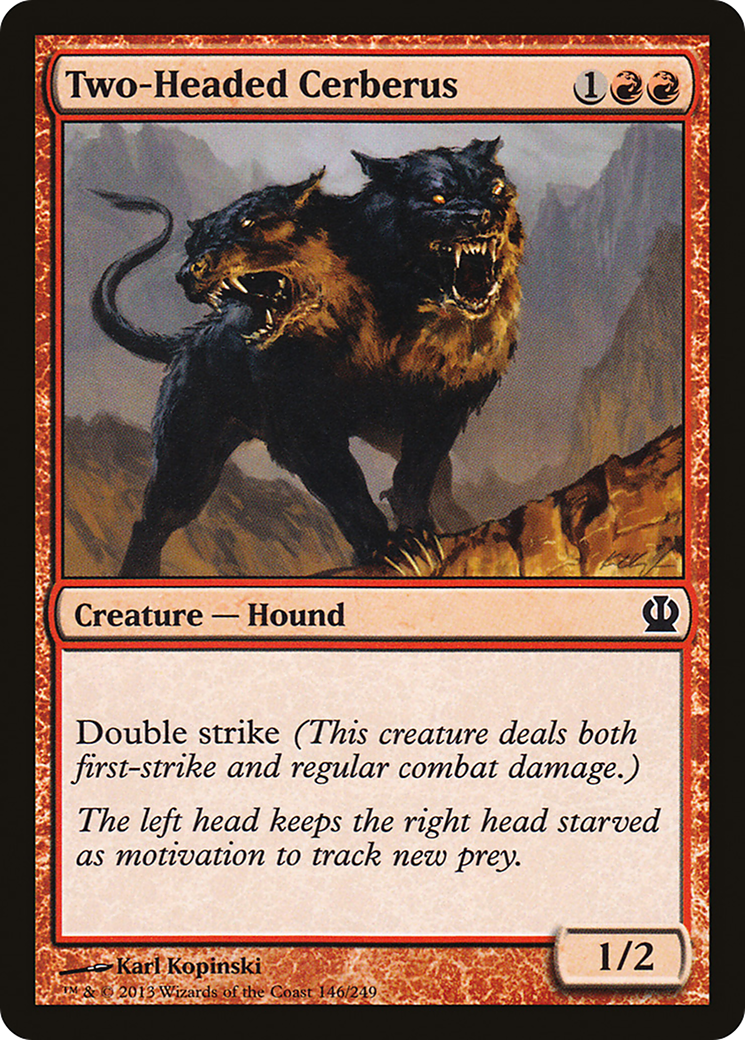 Two-Headed Cerberus 1
Creature — Hound
Double strike (This creature deals both
first-strike and regular combat damage.)
The left head keeps the right head starved
as motivation to track new prey.
1/2
Karl Kopinski
™ & © 2013 Wizards of the Coast 146/249